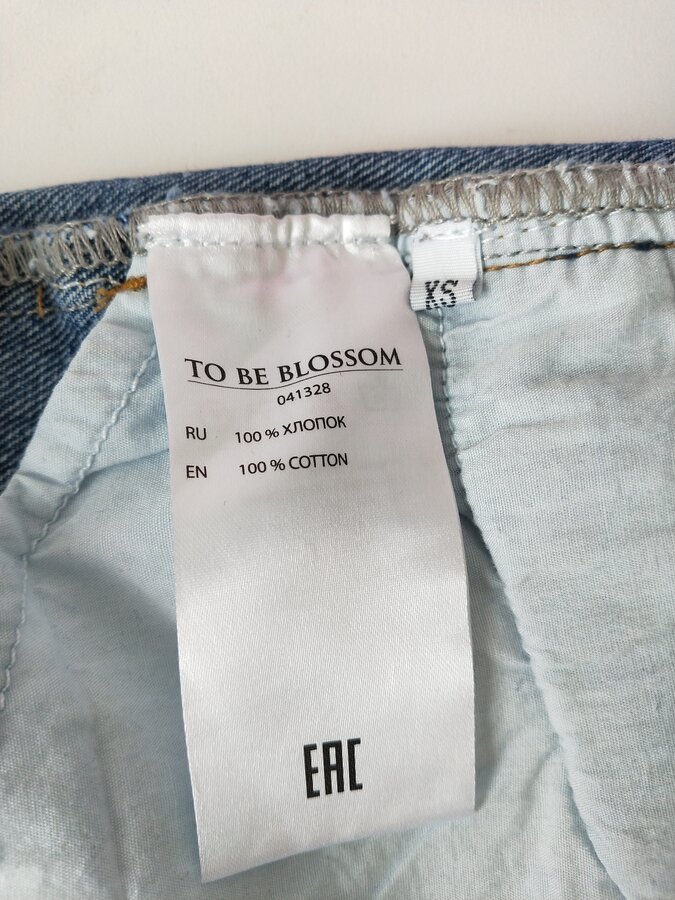 XS
TO BE BLOSSOM
041328
RU 100 % ХЛОПОК
EN 100 % COTTON
EAC